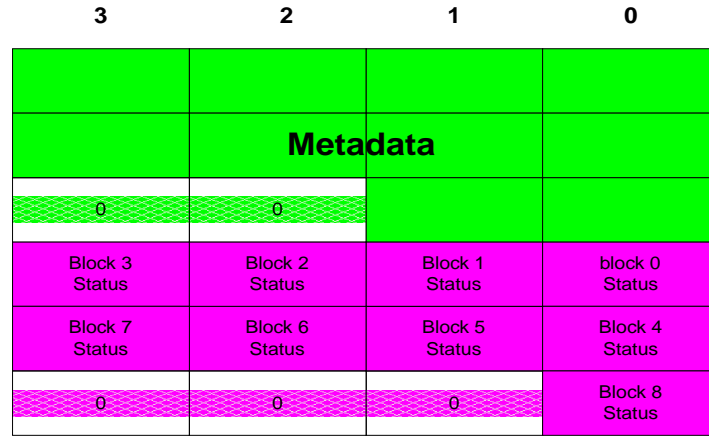 3 2 1 0
Metadata
0 0
Block 3 Block 2 Block 1 block 0
Status Status Status Status
Block 7 Block 6 Block 5 Block 4
Status Status Status Status
0 0 0 Block 8
Status